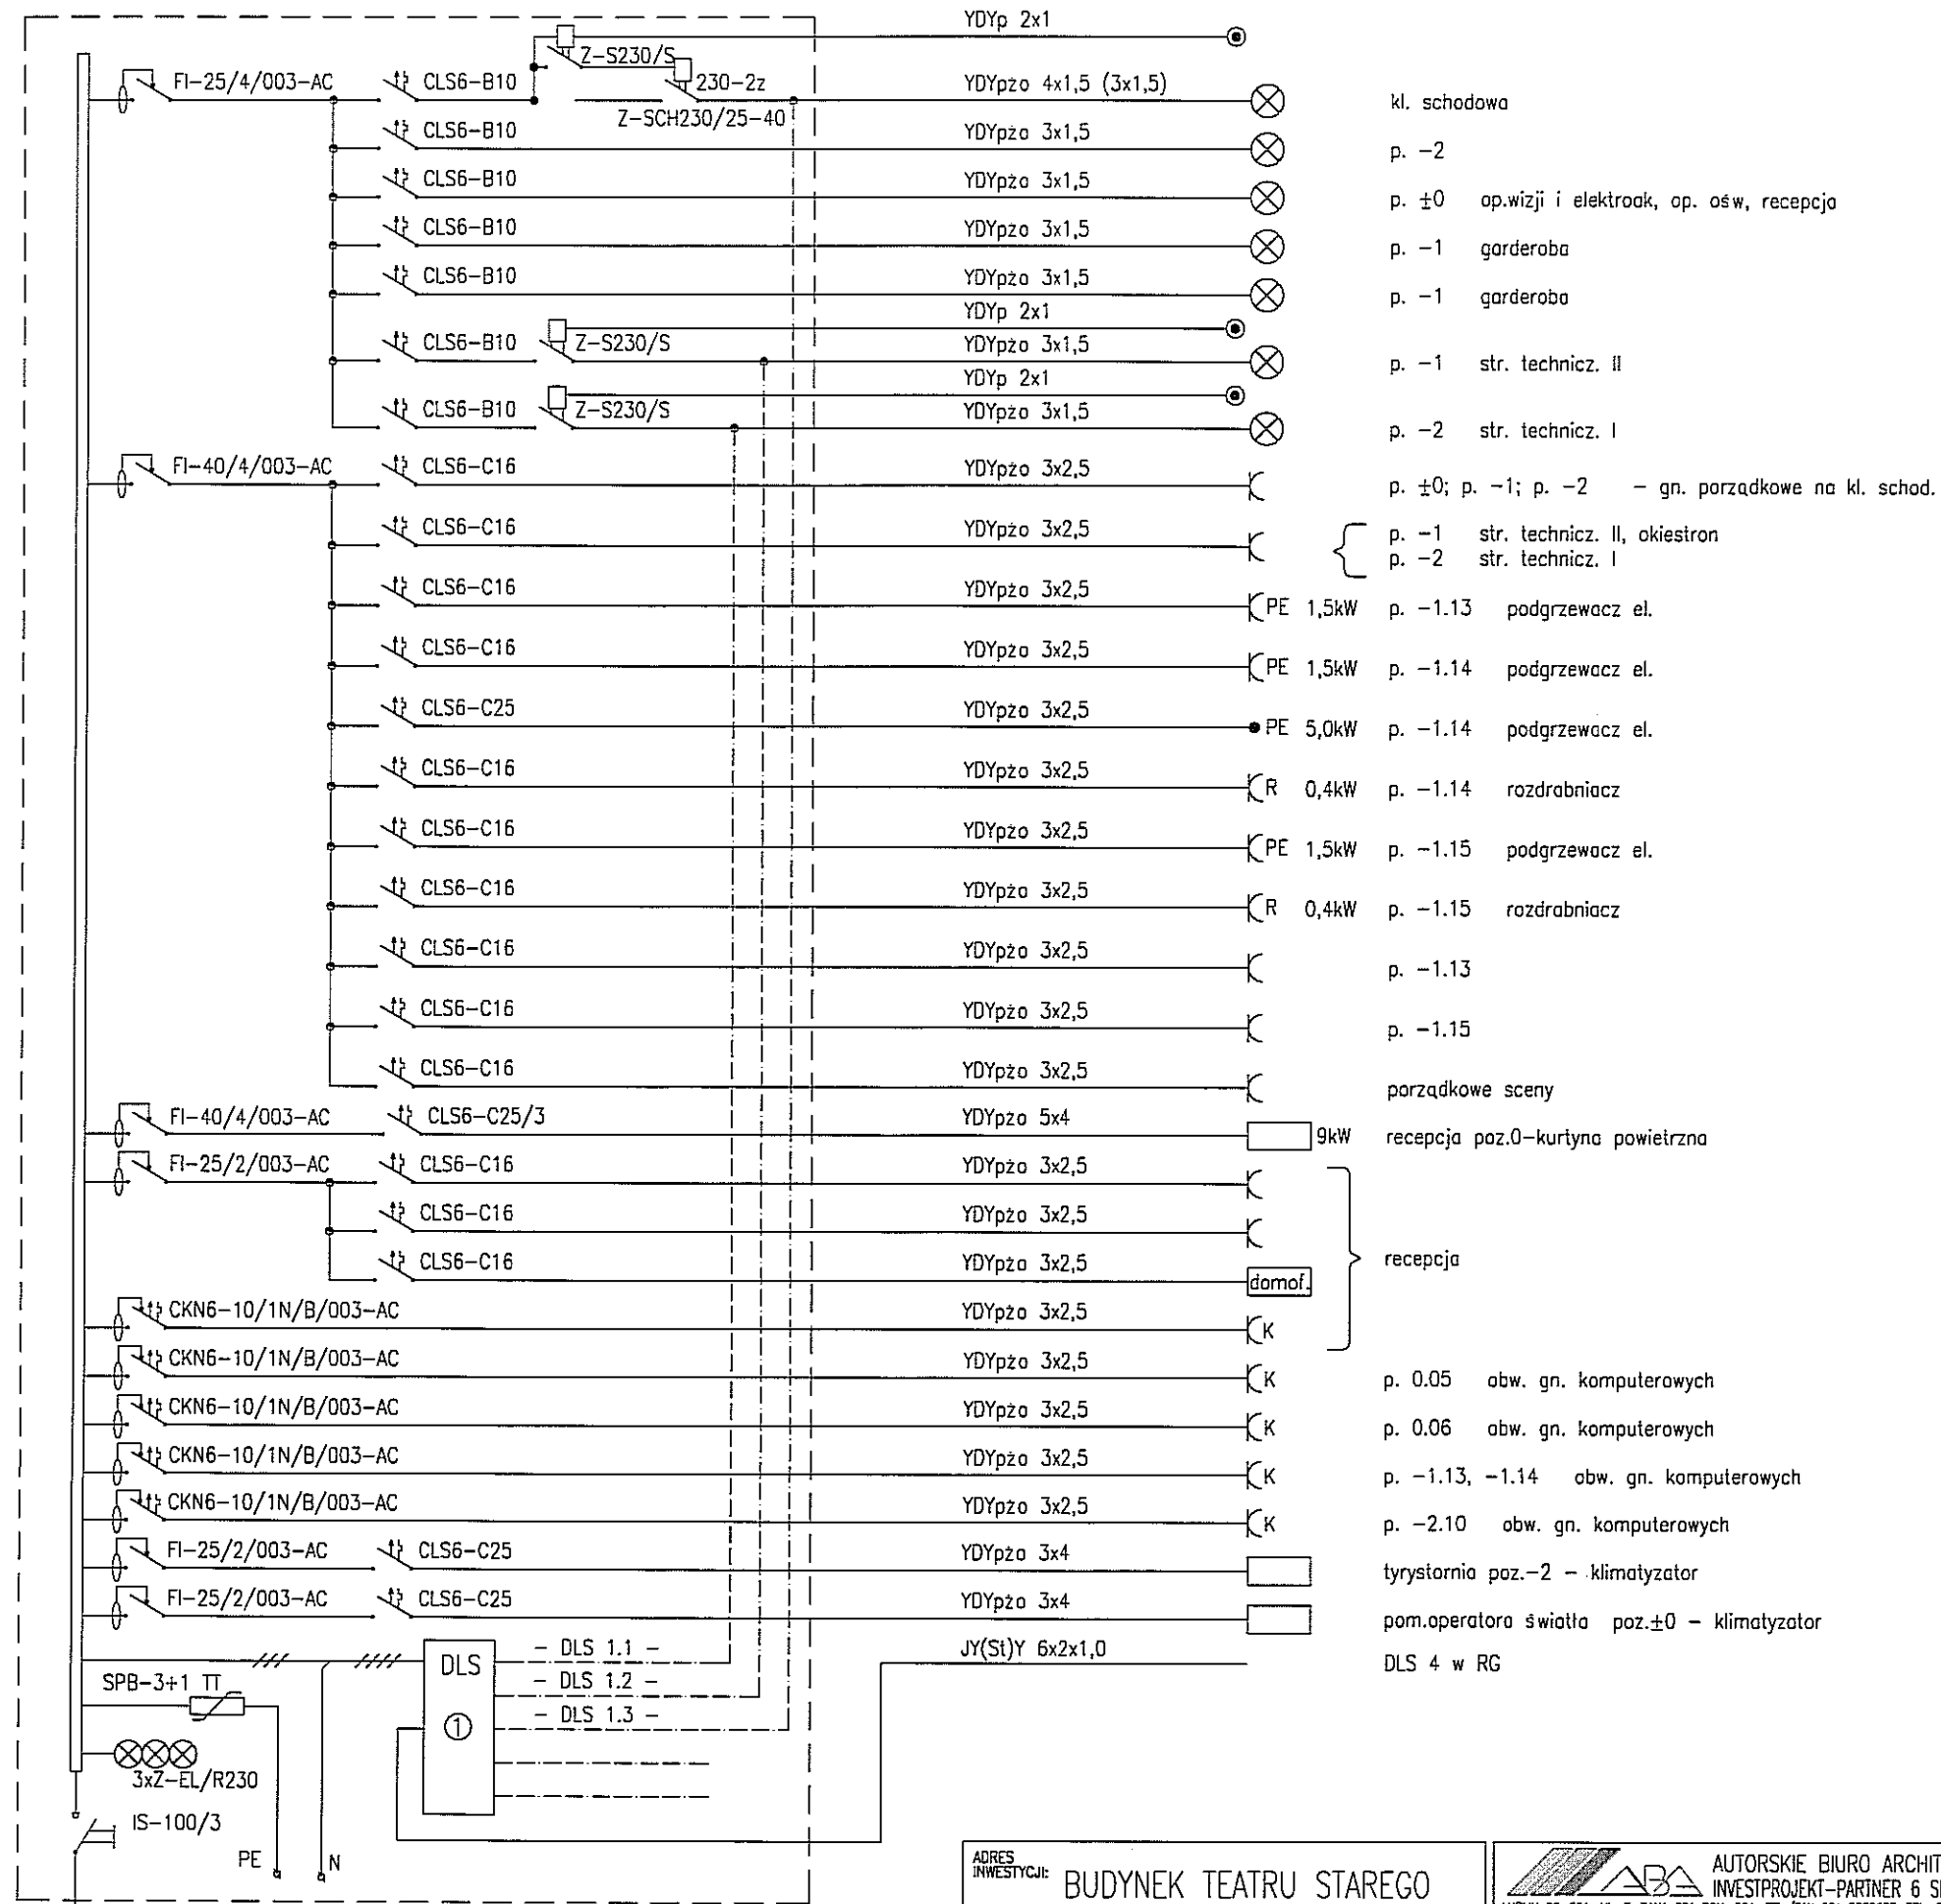 YDYp 2x1
Z-S230/S
FI-25/4/003-AC CLS6-B10 230-2z YDYpżo 4x1,5 (3x1,5) kl. schodowa
Z-SCH230/25-40
CLS6-B10 YDYpżo 3x1,5 p. -2
CLS6-B10 YDYpżo 3x1,5 p. ±0 op.wizji i elektroak, op. ośw, recepcja
CLS6-B10 YDYpżo 3x1,5 p. -1 garderoba
CLS6-B10 YDYpżo 3x1,5 p. -1 garderoba
YDYp 2x1
CLS6-B10 Z-S230/S YDYpżo 3x1,5 p. -1 str. technicz. II
YDYp 2x1
CLS6-B10 Z-S230/S YDYpżo 3x1,5 p. -2 str. technicz. I
FI-40/4/003-AC CLS6-C16 YDYpżo 3x2,5 p. ±0; p. -1; p. -2 - gn. porządkowe na kl. schod.
CLS6-C16 YDYpżo 3x2,5 p. -1 str. technicz. II, okiestron
p. -2 str. technicz. I
CLS6-C16 YDYpżo 3x2,5 PE 1,5kW p. -1.13 podgrzewacz el.
CLS6-C16 YDYpżo 3x2,5 PE 1,5kW p. -1.14 podgrzewacz el.
CLS6-C25 YDYpżo 3x2,5 PE 5,0kW p. -1.14 podgrzewacz el.
CLS6-C16 YDYpżo 3x2,5 R 0,4kW p. -1.14 rozdrabniacz
CLS6-C16 YDYpżo 3x2,5 PE 1,5kW p. -1.15 podgrzewacz el.
CLS6-C16 YDYpżo 3x2,5 R 0,4kW p. -1.15 rozdrabniacz
CLS6-C16 YDYpżo 3x2,5 p. -1.13
CLS6-C16 YDYpżo 3x2,5 p. -1.15
CLS6-C16 YDYpżo 3x2,5 porządkowe sceny
FI-40/4/003-AC CLS6-C25/3 YDYpżo 5x4 9kW recepcja poz.0-kurtyna powietrzna
FI-25/2/003-AC CLS6-C16 YDYpżo 3x2,5
CLS6-C16 YDYpżo 3x2,5
recepcja
CLS6-C16 YDYpżo 3x2,5 domof.
CKN6-10/1N/B/003-AC YDYpżo 3x2,5 K
CKN6-10/1N/B/003-AC YDYpżo 3x2,5 K p. 0.05 obw. gn. komputerowych
CKN6-10/1N/B/003-AC YDYpżo 3x2,5 K p. 0.06 obw. gn. komputerowych
CKN6-10/1N/B/003-AC YDYpżo 3x2,5 K p. -1.13, -1.14 obw. gn. komputerowych
CKN6-10/1N/B/003-AC YDYpżo 3x2,5 K p. -2.10 obw. gn. komputerowych
FI-25/2/003-AC CLS6-C25 YDYpżo 3x4 tyrystornia poz.-2 - klimatyzator
FI-25/2/003-AC CLS6-C25 YDYpżo 3x4 pom.operatora światła poz.±0 - klimatyzator
DLS - DLS 1.1 - JY(St)Y 6x2x1,0 DLS 4 w RG
SPB-3+1 TT - DLS 1.2 -
1 - DLS 1.3 -
3xZ-EL/R230
IS-100/3
PE N
ADRES
INWESTYCJI: BUDYNEK TEATRU STAREGO
ABA AUTORSKIE BIURO ARCHIT
INVESTPROJEKT-PARTNER 6 S